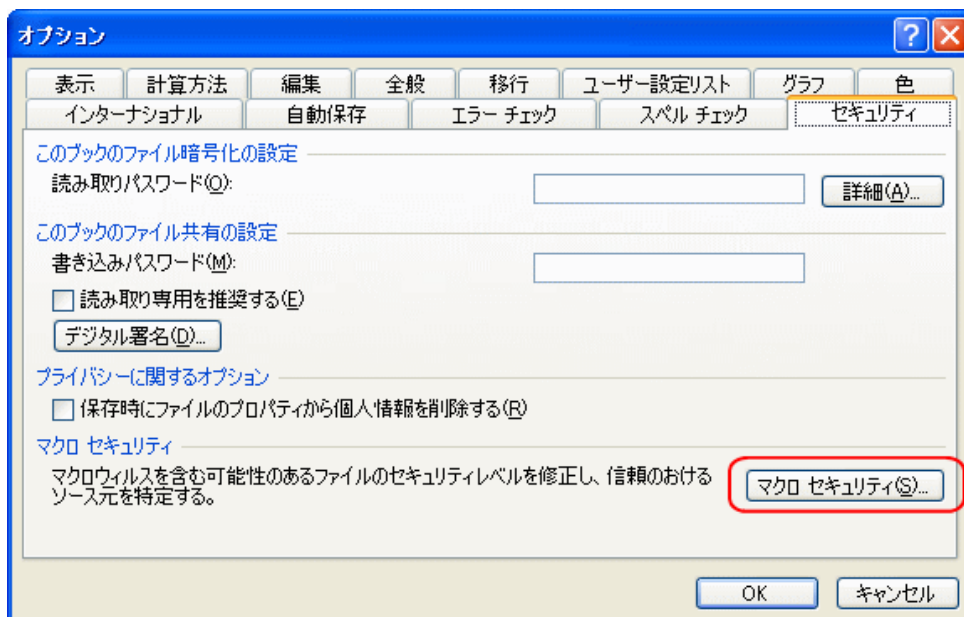 オプション
表示 計算方法 編集 全般 移行 ユーザー設定リスト グラフ 色
インターナショナル 自動保存 エラー チェック スペル チェック セキュリティ
このブックのファイル暗号化の設定
読み取りパスワード(O): 詳細(A)...
このブックのファイル共有の設定
書き込みパスワード(M):
読み取り専用を推奨する(E)
デジタル署名(D)...
プライバシーに関するオプション
保存時にファイルのプロパティから個人情報を削除する(R)
マクロ セキュリティ
マクロウィルスを含む可能性のあるファイルのセキュリティレベルを修正し、信頼のおける
ソース元を特定する。
マクロ セキュリティ(S)...
OK キャンセル